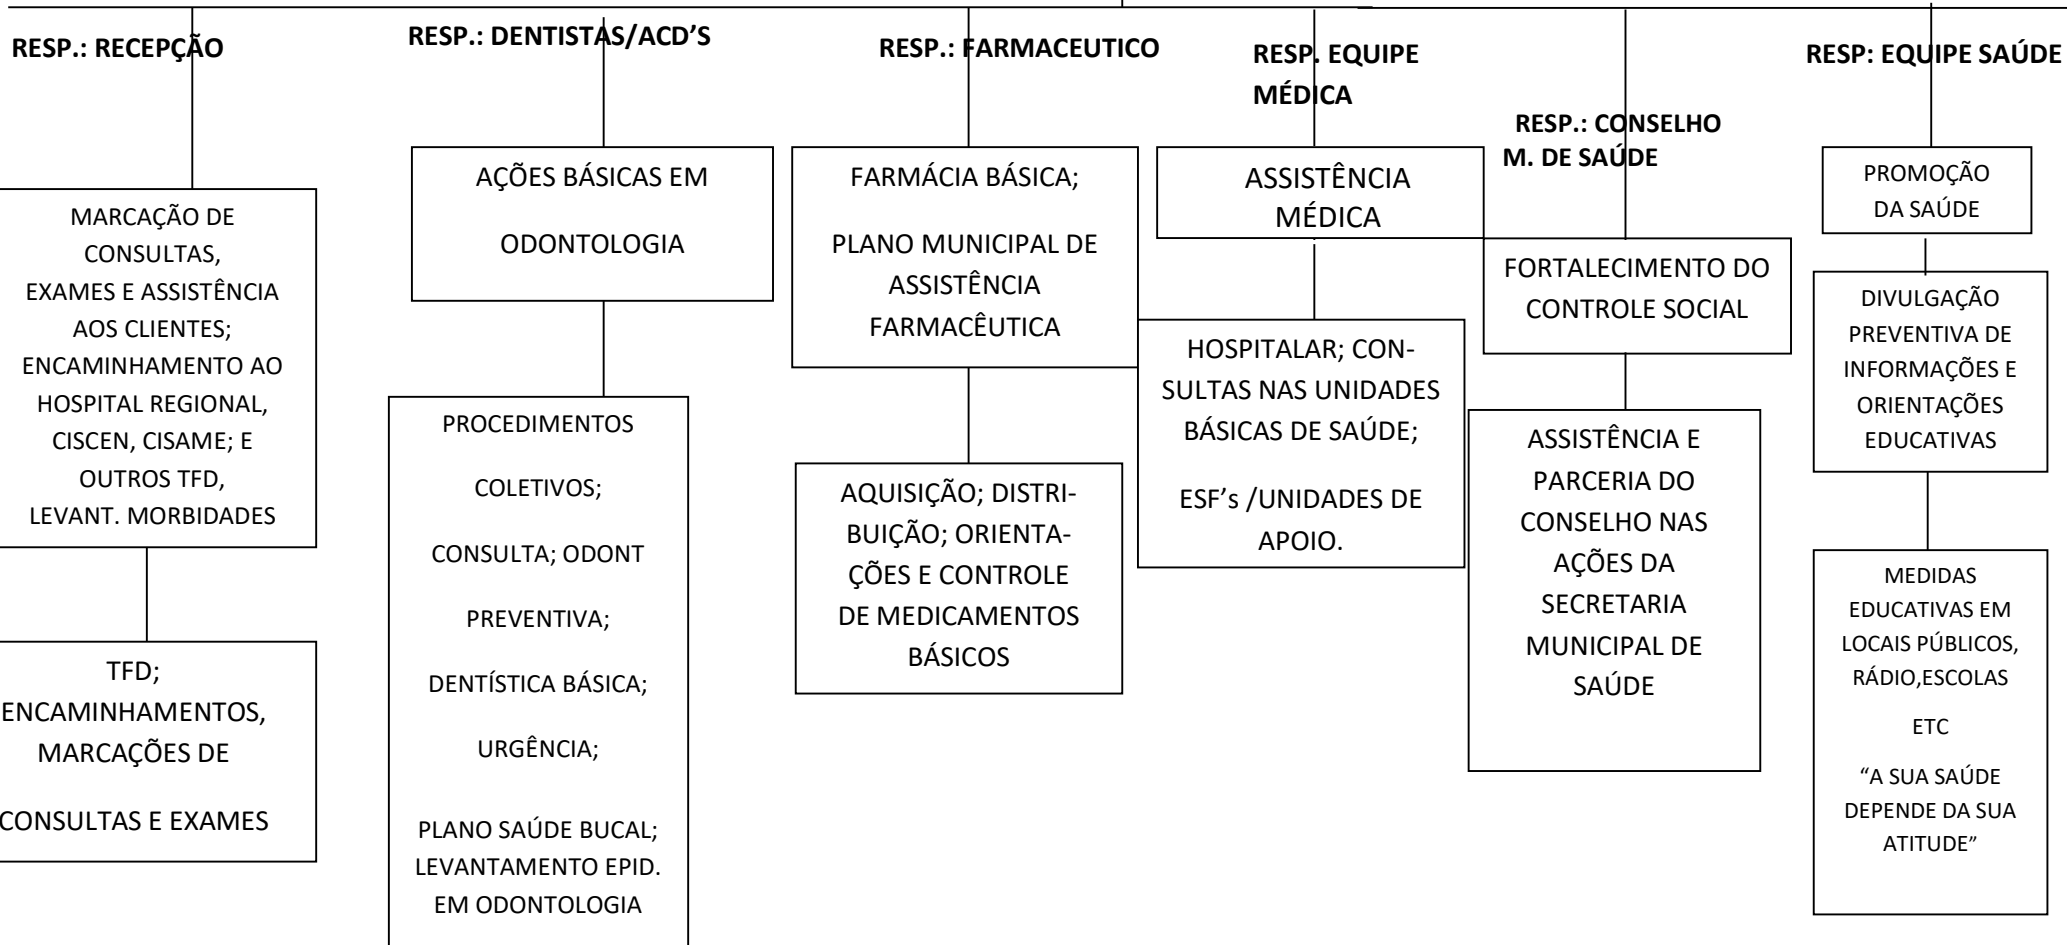 RESP.: RECEPÇÃO
MARCAÇÃO DE
CONSULTAS,
EXAMES E ASSISTÊNCIA
AOS CLIENTES;
ENCAMINHAMENTO AO
HOSPITAL REGIONAL,
CISCEN, CISAME; E
OUTROS TFD,
LEVANT. MORBIDADES
TFD;
ENCAMINHAMENTOS,
MARCAÇÕES DE
CONSULTAS E EXAMES
RESP.: DENTISTAS/ACD’S
AÇÕES BÁSICAS EM
ODONTOLOGIA
PROCEDIMENTOS
COLETIVOS;
CONSULTA; ODONT
PREVENTIVA;
DENTÍSTICA BÁSICA;
URGÊNCIA;
PLANO SAÚDE BUCAL;
LEVANTAMENTO EPID.
EM ODONTOLOGIA
RESP.: FARMACEUTICO
FARMÁCIA BÁSICA;
PLANO MUNICIPAL DE
ASSISTÊNCIA
FARMACÊUTICA
AQUISIÇÃO; DISTRI-
BUIÇÃO; ORIENTA-
ÇÕES E CONTROLE
DE MEDICAMENTOS
BÁSICOS
RESP. EQUIPE
MÉDICA
ASSISTÊNCIA
MÉDICA
HOSPITALAR; CON-
SULTAS NAS UNIDADES
BÁSICAS DE SAÚDE;
ESF’s /UNIDADES DE
APOIO.
RESP.: CONSELHO
M. DE SAÚDE
FORTALECIMENTO DO
CONTROLE SOCIAL
ASSISTÊNCIA E
PARCERIA DO
CONSELHO NAS
AÇÕES DA
SECRETARIA
MUNICIPAL DE
SAÚDE
RESP: EQUIPE SAÚDE
PROMOÇÃO
DA SAÚDE
DIVULGAÇÃO
PREVENTIVA DE
INFORMAÇÕES E
ORIENTAÇÕES
EDUCATIVAS
MEDIDAS
EDUCATIVAS EM
LOCAIS PÚBLICOS,
RÁDIO,ESCOLAS
ETC
“A SUA SAÚDE
DEPENDE DA SUA
ATITUDE”